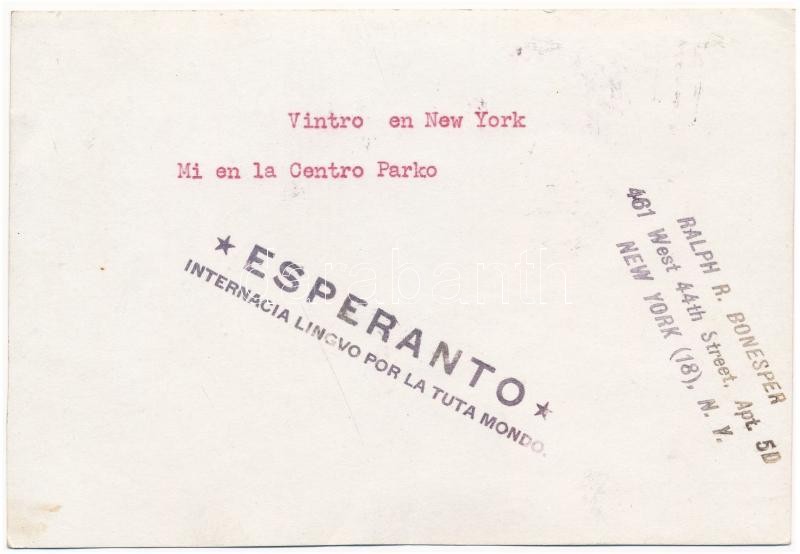 Vintro en New York
Mi en la Centro Parko
★ ESPERANTO ★
INTERNACIA LINGVO POR LA TUTA MONDO.
RALPH R. BONESPER
461 West 44th Street, Apt. 5D
NEW YORK (18), N. Y.